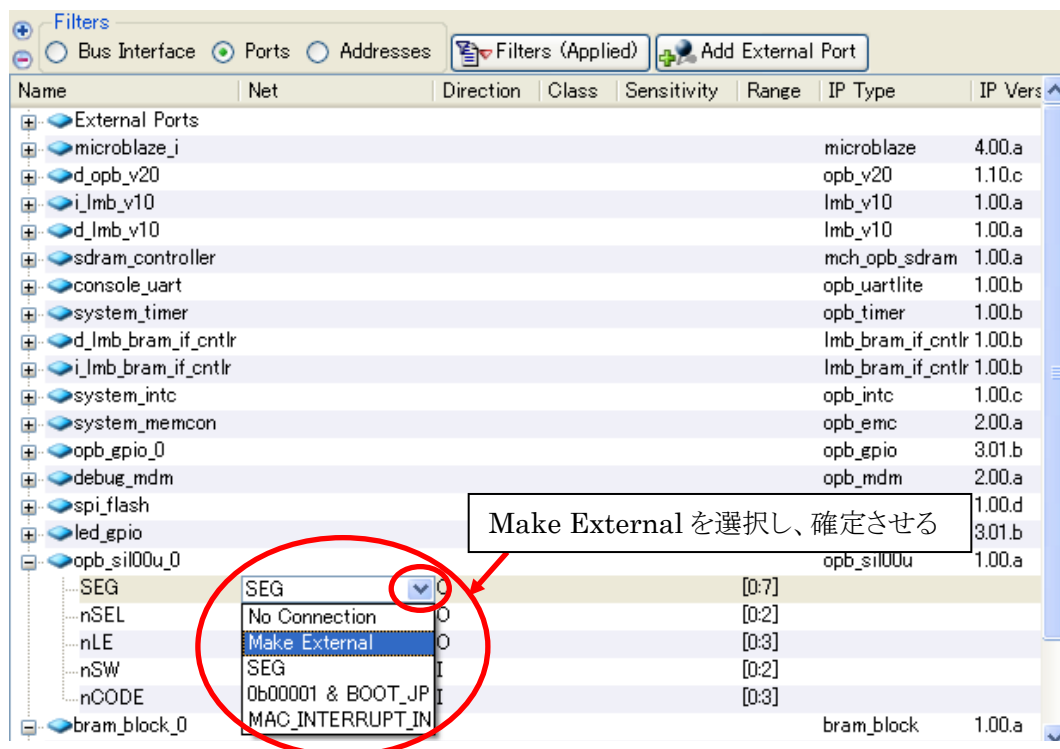 Filters
Bus Interface Ports Addresses Filters (Applied) Add External Port
Name Net Direction Class Sensitivity Range IP Type IP Vers
External Ports
microblaze_i microblaze 4.00.a
d_opb_v20 opb_v20 1.10.c
i_lmb_v10 lmb_v10 1.00.a
d_lmb_v10 lmb_v10 1.00.a
sdram_controller mch_opb_sdram 1.00.a
console_uart opb_uartlite 1.00.b
system_timer opb_timer 1.00.b
d_lmb_bram_if_cntlr lmb_bram_if_cntlr 1.00.b
i_lmb_bram_if_cntlr lmb_bram_if_cntlr 1.00.b
system_intc opb_intc 1.00.c
system_memcon opb_emc 2.00.a
opb_gpio_0 opb_gpio 3.01.b
debug_mdm opb_mdm 2.00.a
spi_flash 1.00.d
Make External を選択し、確定させる
led_gpio 3.01.b
opb_sil00u_0 opb_sil00u 1.00.a
SEG SEG O [0:7]
nSEL No Connection O [0:2]
nLE Make External O [0:3]
nSW SEG I [0:2]
nCODE 0b00001 & BOOT_JP I [0:3]
bram_block_0 MAC_INTERRUPT_IN bram_block 1.00.a